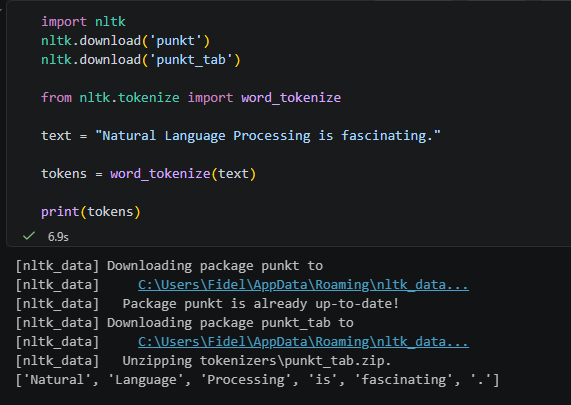 import nltk
nltk.download('punkt')
nltk.download('punkt_tab')
from nltk.tokenize import word_tokenize
text = "Natural Language Processing is fascinating."
tokens = word_tokenize(text)
print(tokens)
6.9s
[nltk_data] Downloading package punkt to
[nltk_data]     C:\Users\Fidel\AppData\Roaming\nltk_data...
[nltk_data]   Package punkt is already up-to-date!
[nltk_data] Downloading package punkt_tab to
[nltk_data]     C:\Users\Fidel\AppData\Roaming\nltk_data...
[nltk_data]   Unzipping tokenizers\punkt_tab.zip.
['Natural', 'Language', 'Processing', 'is', 'fascinating', '.']